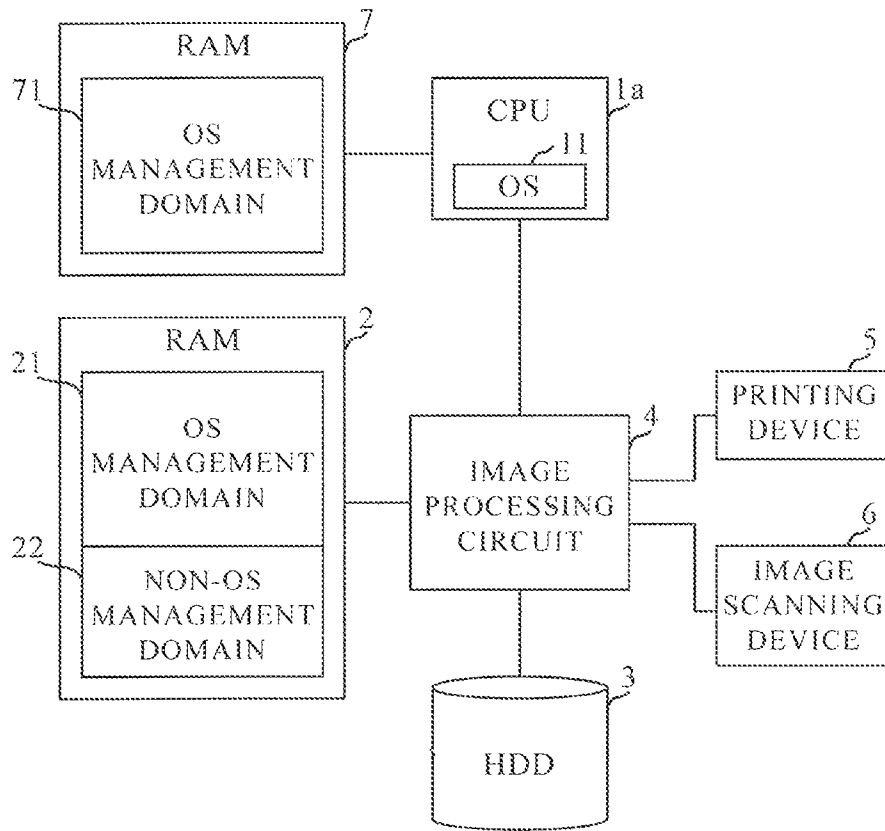 7
RAM
71
OS
MANAGEMENT
DOMAIN
1a
CPU
11
OS
2
RAM
21
OS
MANAGEMENT
DOMAIN
22
NON-OS
MANAGEMENT
DOMAIN
4
IMAGE
PROCESSING
CIRCUIT
5
PRINTING
DEVICE
6
IMAGE
SCANNING
DEVICE
3
HDD